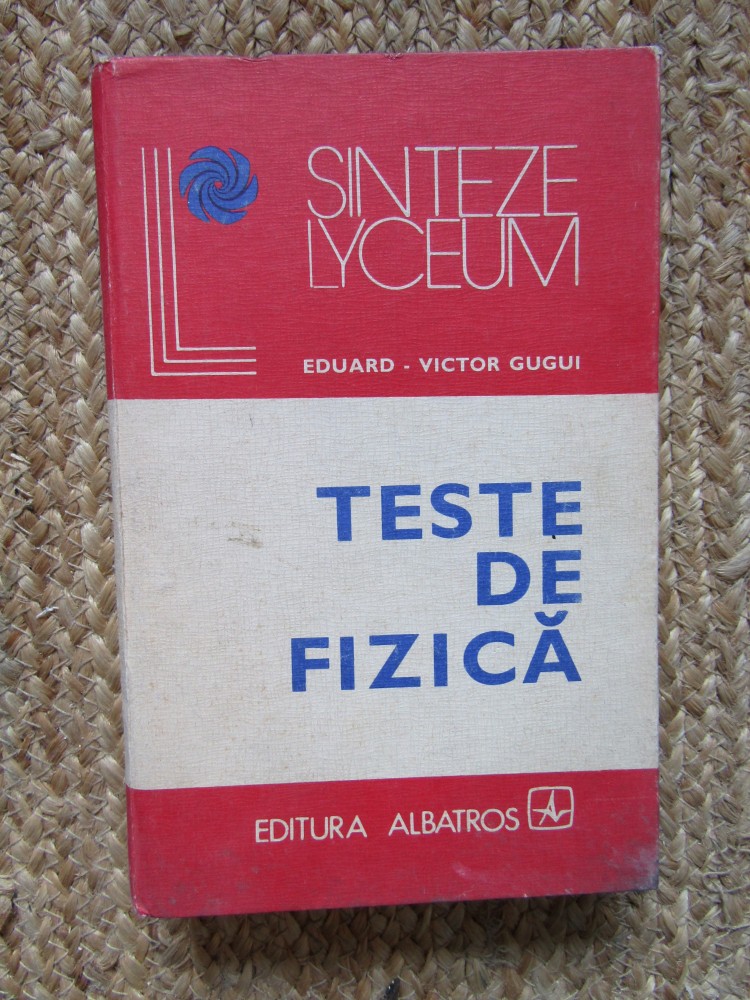 SINTEZE
LYCEUM
EDUARD - VICTOR GUGUI
TESTE
DE
FIZICĂ
EDITURA ALBATROS